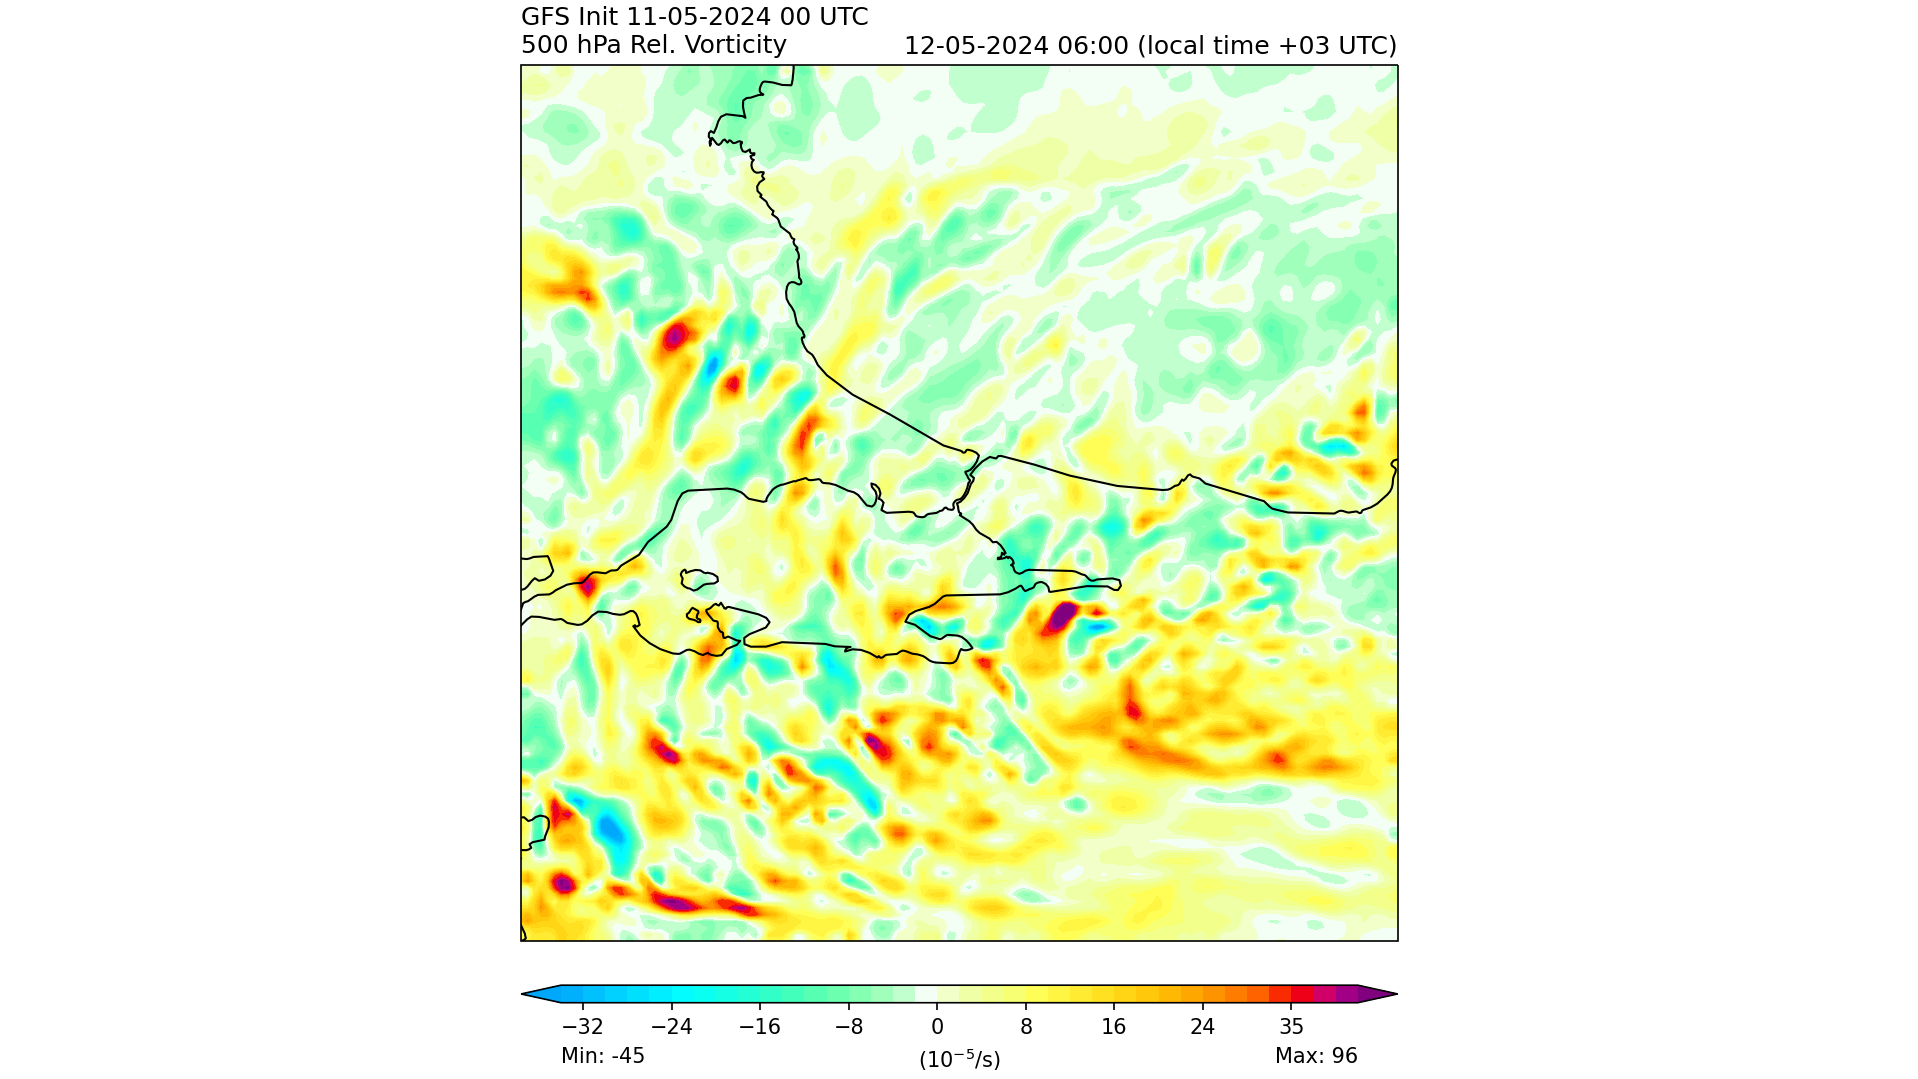 GFS Init 11-05-2024 00 UTC
500 hPa Rel. Vorticity
12-05-2024 06:00 (local time +03 UTC)
−32 −24 −16 −8 0 8 16 24 35
Min: -45
(10⁻⁵/s)
Max: 96